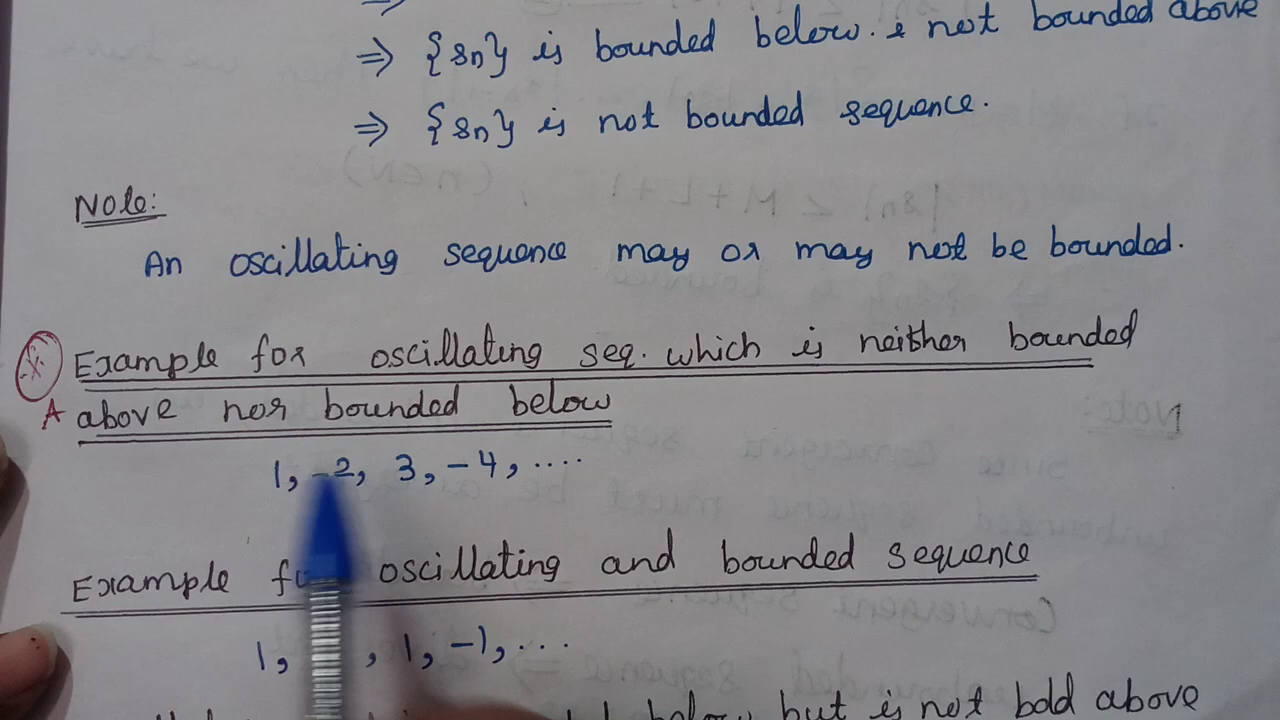 ⇒
⇒ {sn} is bounded below. & not bounded above
⇒ {sn} is not bounded sequence.
Note:
An oscillating sequence may or may not be bounded.
Example for oscillating seq. which is neither bounded
A above nor bounded below
1, -2, 3, -4, ....
Example oscillating and bounded sequence
1, , 1, -1, ...
below but is not bdd above